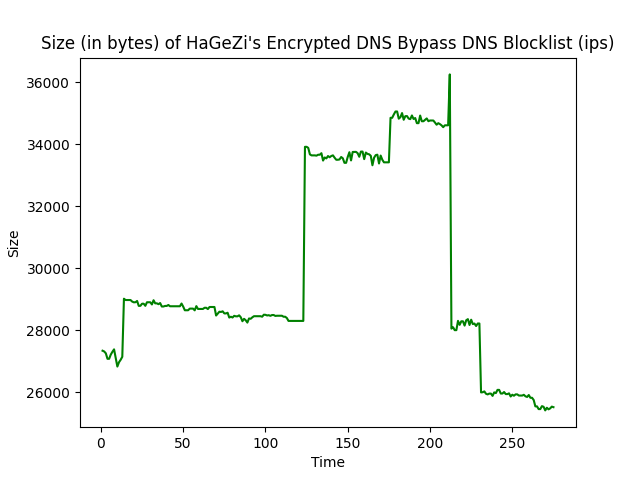 Size (in bytes) of HaGeZi's Encrypted DNS Bypass DNS Blocklist (ips)
36000
34000
32000
30000
28000
26000
Size
0 50 100 150 200 250
Time